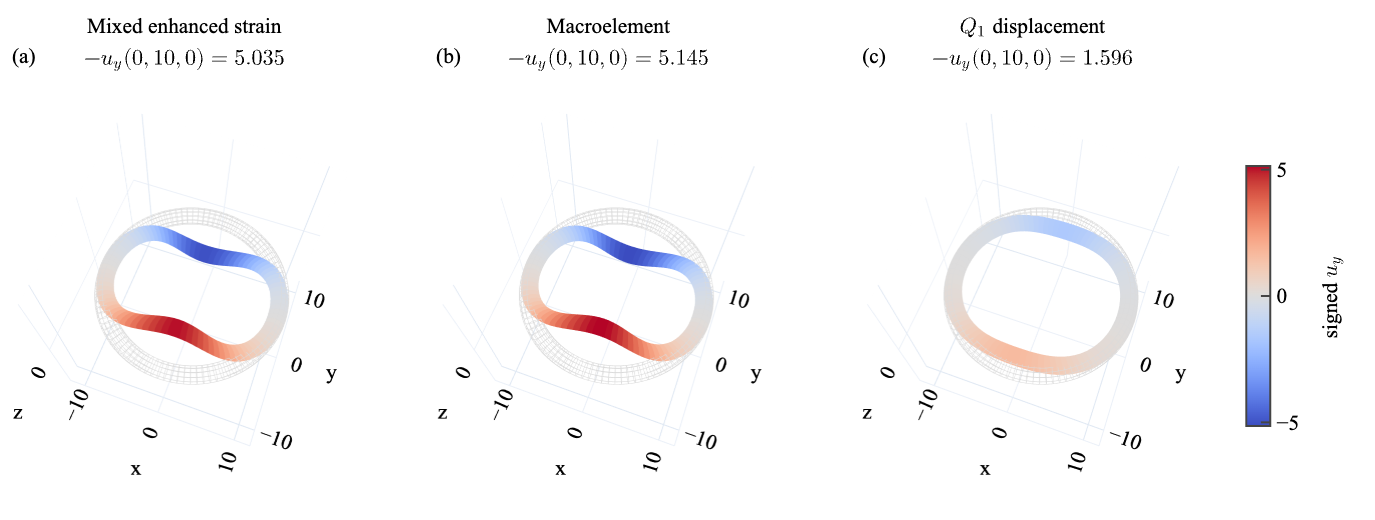 Mixed enhanced strain
(a) −u_y(0, 10, 0) = 5.035
Macroelement
(b) −u_y(0, 10, 0) = 5.145
Q_1 displacement
(c) −u_y(0, 10, 0) = 1.596
10
0
y
−10
0
z
−10
0
10
x
10
0
y
−10
0
z
−10
0
10
x
10
0
y
−10
0
z
−10
0
10
x
5
0
−5
signed u_y